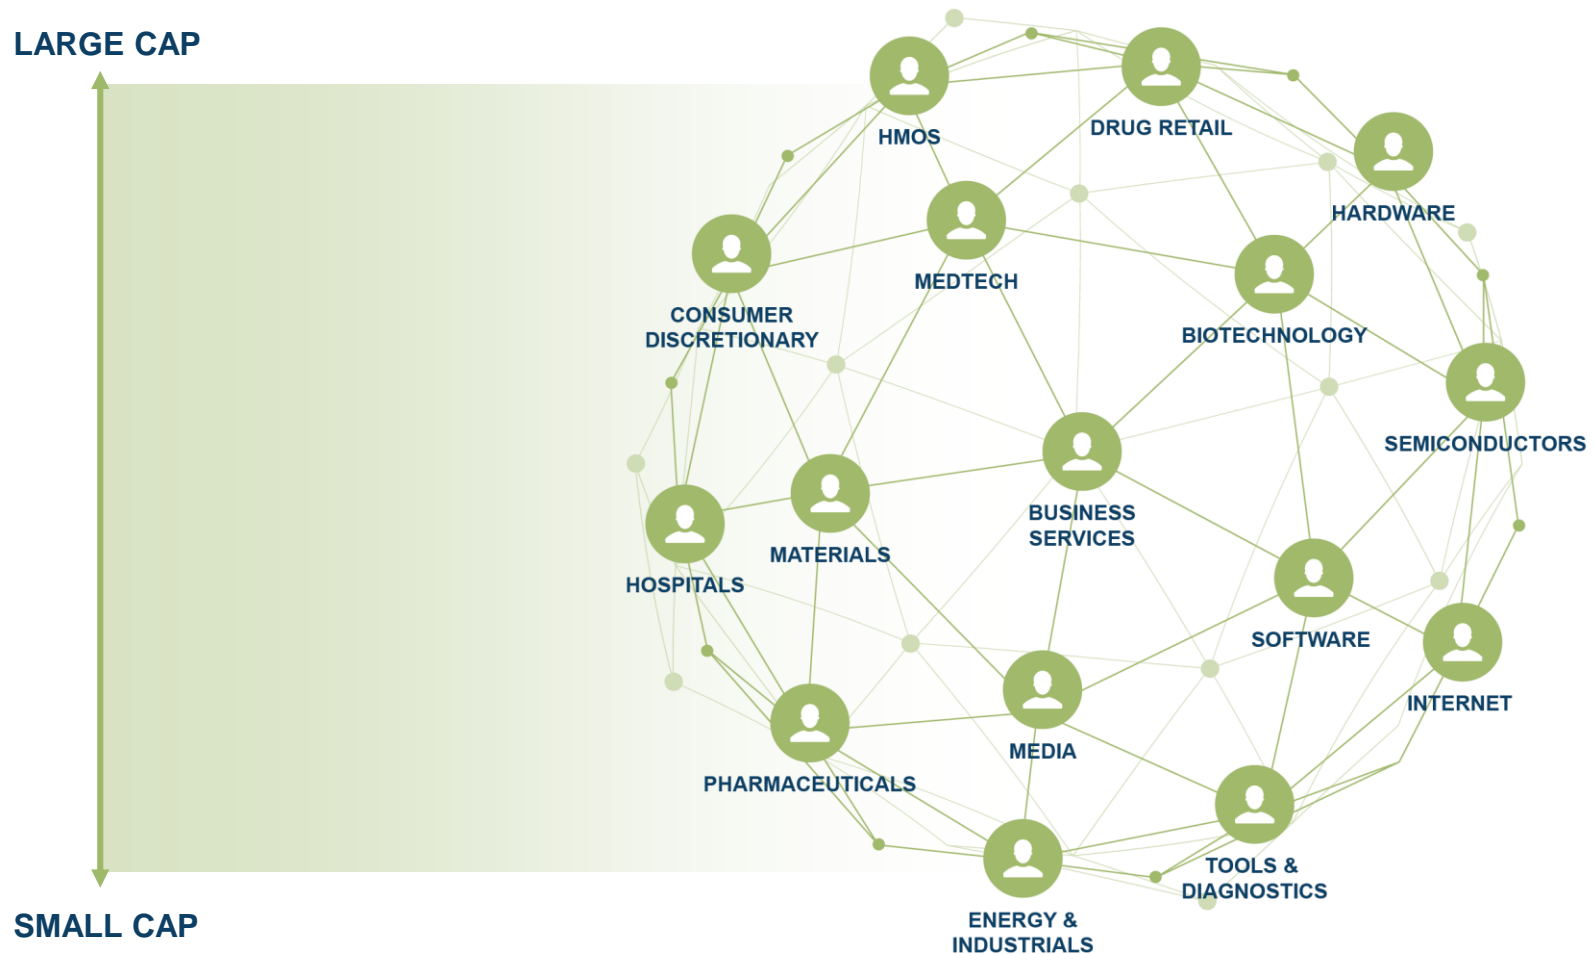 LARGE CAP
HMOS
DRUG RETAIL
HARDWARE
MEDTECH
CONSUMER
DISCRETIONARY
BIOTECHNOLOGY
SEMICONDUCTORS
BUSINESS
SERVICES
MATERIALS
HOSPITALS
SOFTWARE
INTERNET
MEDIA
PHARMACEUTICALS
TOOLS &
DIAGNOSTICS
ENERGY &
INDUSTRIALS
SMALL CAP